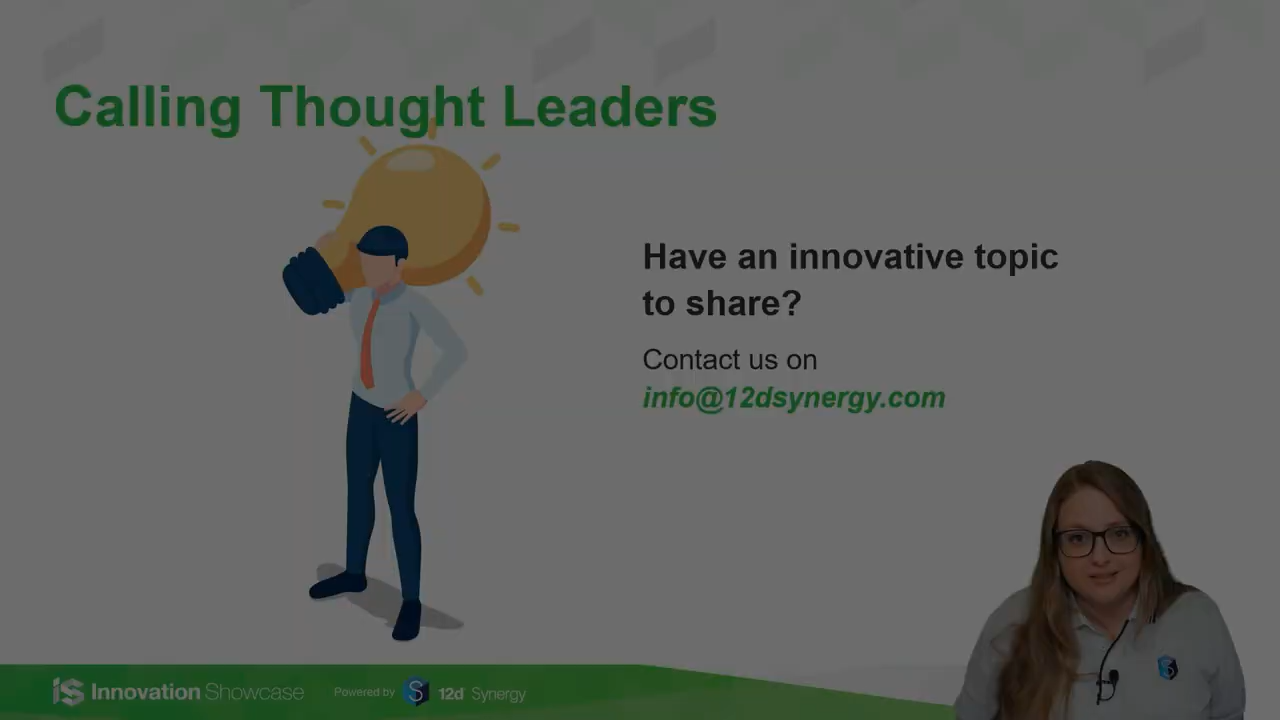 Calling Thought Leaders
Have an innovative topic
to share?
Contact us on
info@12dsynergy.com
iS Innovation Showcase
Powered by S 12d Synergy